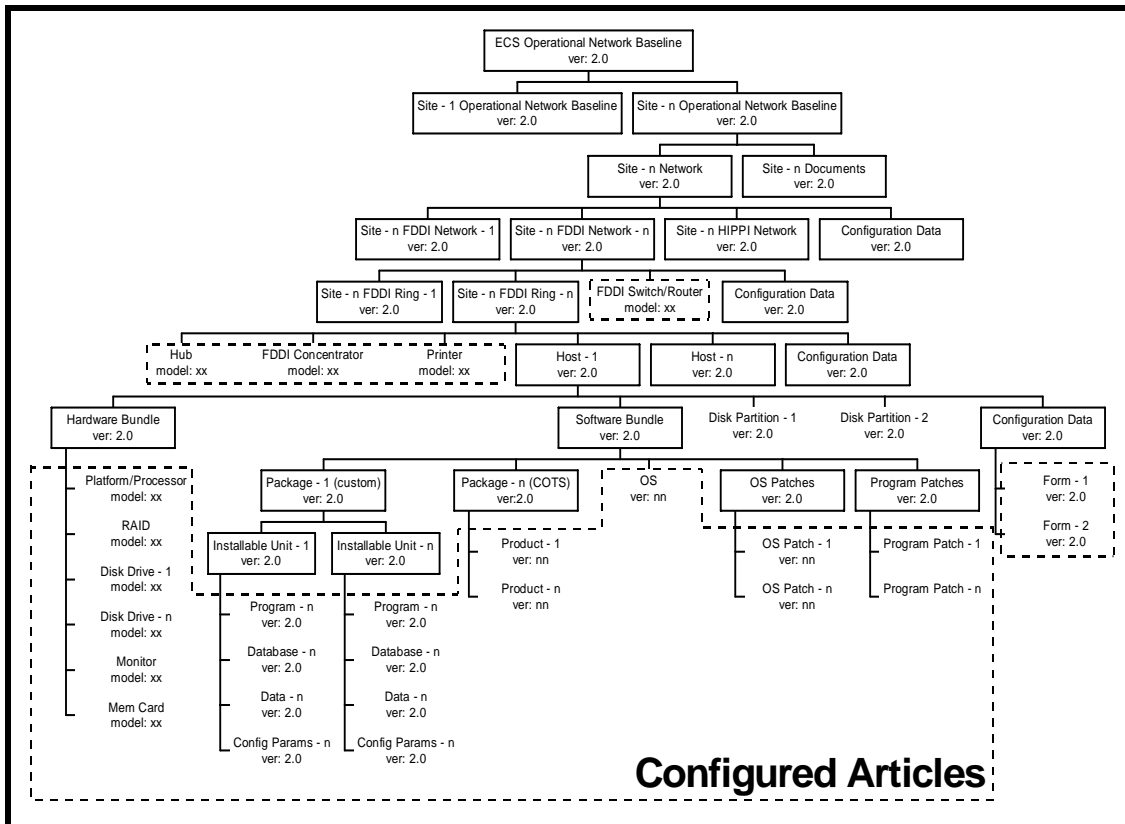 ECS Operational Network Baseline
ver: 2.0
Site - 1 Operational Network Baseline
ver: 2.0
Site - n Operational Network Baseline
ver: 2.0
Site - n Network
ver: 2.0
Site - n Documents
ver: 2.0
Site - n FDDI Network - 1
ver: 2.0
Site - n FDDI Network - n
ver: 2.0
Site - n HIPPI Network
ver: 2.0
Configuration Data
ver: 2.0
Site - n FDDI Ring - 1
ver: 2.0
Site - n FDDI Ring - n
ver: 2.0
FDDI Switch/Router
model: xx
Configuration Data
ver: 2.0
Hub
model: xx
FDDI Concentrator
model: xx
Printer
model: xx
Host - 1
ver: 2.0
Host - n
ver: 2.0
Configuration Data
ver: 2.0
Hardware Bundle
ver: 2.0
Software Bundle
ver: 2.0
Disk Partition - 1
ver: 2.0
Disk Partition - 2
ver: 2.0
Configuration Data
ver: 2.0
Platform/Processor
model: xx
RAID
model: xx
Disk Drive - 1
model: xx
Disk Drive - n
model: xx
Monitor
model: xx
Mem Card
model: xx
Package - 1 (custom)
ver: 2.0
Package - n (COTS)
ver:2.0
OS
ver: nn
OS Patches
ver: 2.0
Program Patches
ver: 2.0
Form - 1
ver: 2.0
Form - 2
ver: 2.0
Installable Unit - 1
ver: 2.0
Installable Unit - n
ver: 2.0
Product - 1
ver: nn
Product - n
ver: nn
OS Patch - 1
ver: nn
OS Patch - n
ver: nn
Program Patch - 1
Program Patch - n
Program - n
ver: 2.0
Database - n
ver: 2.0
Data - n
ver: 2.0
Config Params - n
ver: 2.0
Program - n
ver: 2.0
Database - n
ver: 2.0
Data - n
ver: 2.0
Config Params - n
ver: 2.0
Configured Articles